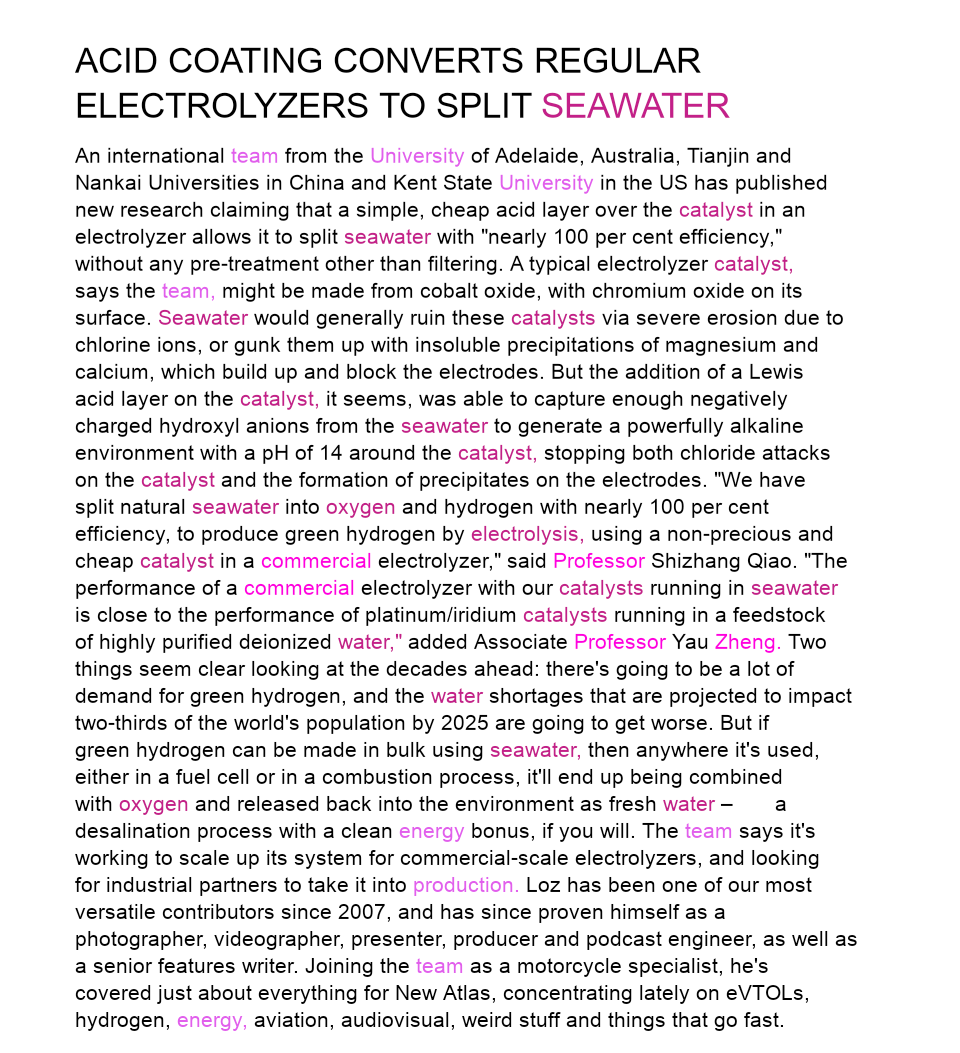 ACID COATING CONVERTS REGULAR
ELECTROLYZERS TO SPLIT SEAWATER
An international team from the University of Adelaide, Australia, Tianjin and
Nankai Universities in China and Kent State University in the US has published
new research claiming that a simple, cheap acid layer over the catalyst in an
electrolyzer allows it to split seawater with "nearly 100 per cent efficiency,"
without any pre-treatment other than filtering. A typical electrolyzer catalyst,
says the team, might be made from cobalt oxide, with chromium oxide on its
surface. Seawater would generally ruin these catalysts via severe erosion due to
chlorine ions, or gunk them up with insoluble precipitations of magnesium and
calcium, which build up and block the electrodes. But the addition of a Lewis
acid layer on the catalyst, it seems, was able to capture enough negatively
charged hydroxyl anions from the seawater to generate a powerfully alkaline
environment with a pH of 14 around the catalyst, stopping both chloride attacks
on the catalyst and the formation of precipitates on the electrodes. "We have
split natural seawater into oxygen and hydrogen with nearly 100 per cent
efficiency, to produce green hydrogen by electrolysis, using a non-precious and
cheap catalyst in a commercial electrolyzer," said Professor Shizhang Qiao. "The
performance of a commercial electrolyzer with our catalysts running in seawater
is close to the performance of platinum/iridium catalysts running in a feedstock
of highly purified deionized water," added Associate Professor Yau Zheng. Two
things seem clear looking at the decades ahead: there's going to be a lot of
demand for green hydrogen, and the water shortages that are projected to impact
two-thirds of the world's population by 2025 are going to get worse. But if
green hydrogen can be made in bulk using seawater, then anywhere it's used,
either in a fuel cell or in a combustion process, it'll end up being combined
with oxygen and released back into the environment as fresh water – a
desalination process with a clean energy bonus, if you will. The team says it's
working to scale up its system for commercial-scale electrolyzers, and looking
for industrial partners to take it into production. Loz has been one of our most
versatile contributors since 2007, and has since proven himself as a
photographer, videographer, presenter, producer and podcast engineer, as well as
a senior features writer. Joining the team as a motorcycle specialist, he's
covered just about everything for New Atlas, concentrating lately on eVTOLs,
hydrogen, energy, aviation, audiovisual, weird stuff and things that go fast.